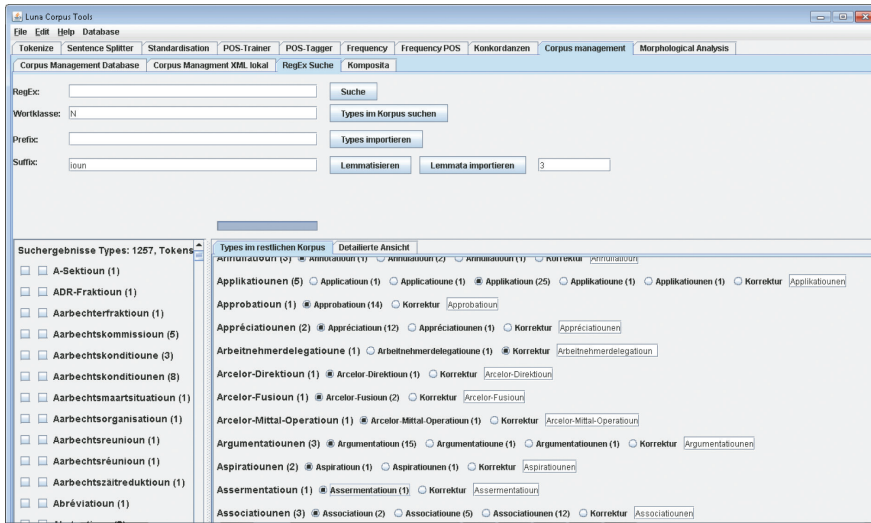 Luna Corpus Tools
File Edit Help Database
Tokenize Sentence Splitter Standardisation POS-Trainer POS-Tagger Frequency Frequency POS Konkordanzen Corpus management Morphological Analysis
Corpus Management Database Corpus Managment XML lokal RegEx Suche Komposita
RegEx: Suche
Wortklasse: N Types im Korpus suchen
Prefix: Types importieren
Suffix: ioun Lemmatisieren Lemmata importieren 3
Suchergebnisse Types: 1257, Tokens
A-Sektioun (1)
ADR-Fraktioun (1)
Aarbechterfraktioun (1)
Aarbechtskommissioun (5)
Aarbechtskonditioune (3)
Aarbechtskonditiounen (8)
Aarbechtsmaartsituatioun (1)
Aarbechtsorganisatioun (1)
Aarbechtsreunioun (1)
Aarbechtsréunioun (1)
Aarbechtszäitreduktioun (1)
Abréviatioun (1)
Types im restlichen Korpus Detailierte Ansicht
Applikatiounen (5) Applicatioun (1) Applicatioune (1) Applikatioun (25) Applikatioune (1) Applikatiounen (1) Korrektur Applikatiounen
Approbatioun (1) Approbatioun (14) Korrektur Approbatioun
Appréciatiounen (2) Appréciatioun (12) Appréciatiounen (1) Korrektur Appréciatiounen
Arbeitnehmerdelegatioune (1) Arbeitnehmerdelegatioune (1) Korrektur Arbeitnehmerdelegatioun
Arcelor-Direktioun (1) Arcelor-Direktioun (1) Korrektur Arcelor-Direktioun
Arcelor-Fusioun (1) Arcelor-Fusioun (2) Korrektur Arcelor-Fusioun
Arcelor-Mittal-Operatioun (1) Arcelor-Mittal-Operatioun (1) Korrektur Arcelor-Mittal-Operatioun
Argumentatiounen (3) Argumentatioun (15) Argumentatioune (1) Argumentatiounen (1) Korrektur Argumentatiounen
Aspiratiounen (2) Aspiratioun (1) Aspiratiounen (1) Korrektur Aspiratiounen
Assermentatioun (1) Assermentatioun (1) Korrektur Assermentatioun
Associatiounen (3) Associatioun (2) Associatioune (5) Associatiounen (12) Korrektur Associatiounen